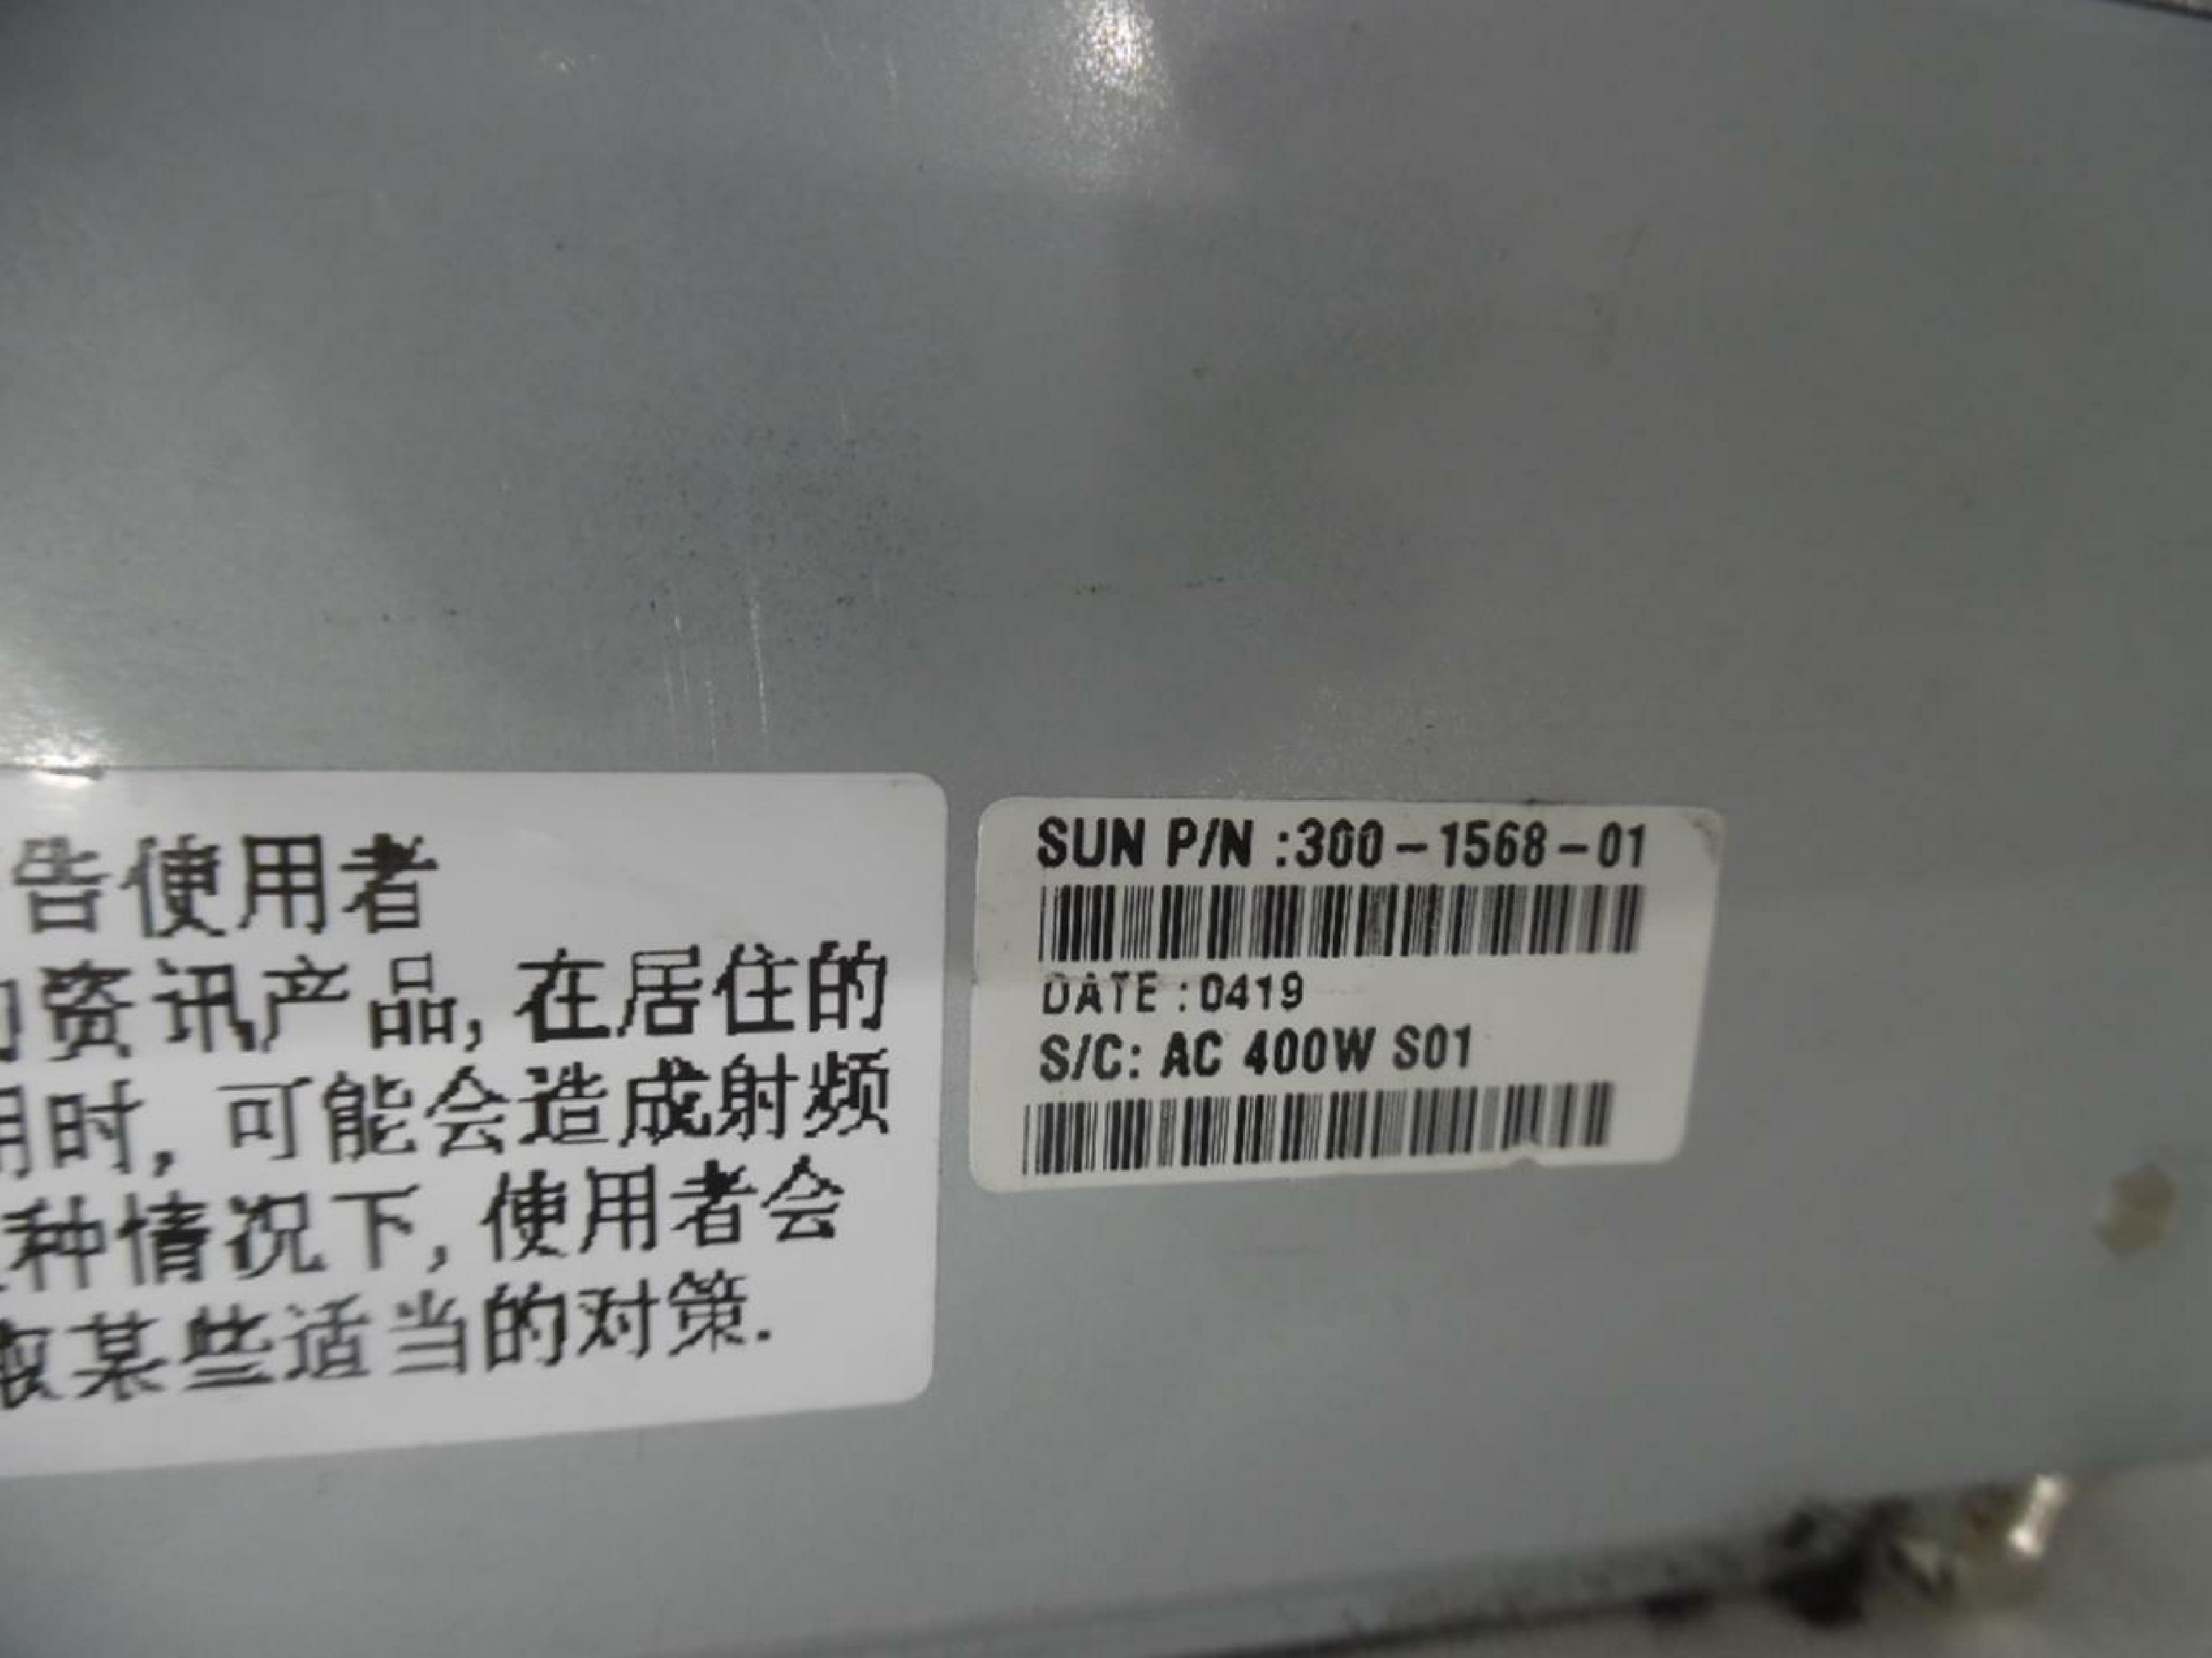 告使用者
的资讯产品, 在居住的
用时, 可能会造成射频
种情况下, 使用者会
取某些适当的对策.
SUN P/N :300-1568-01
DATE :0419
S/C: AC 400W S01